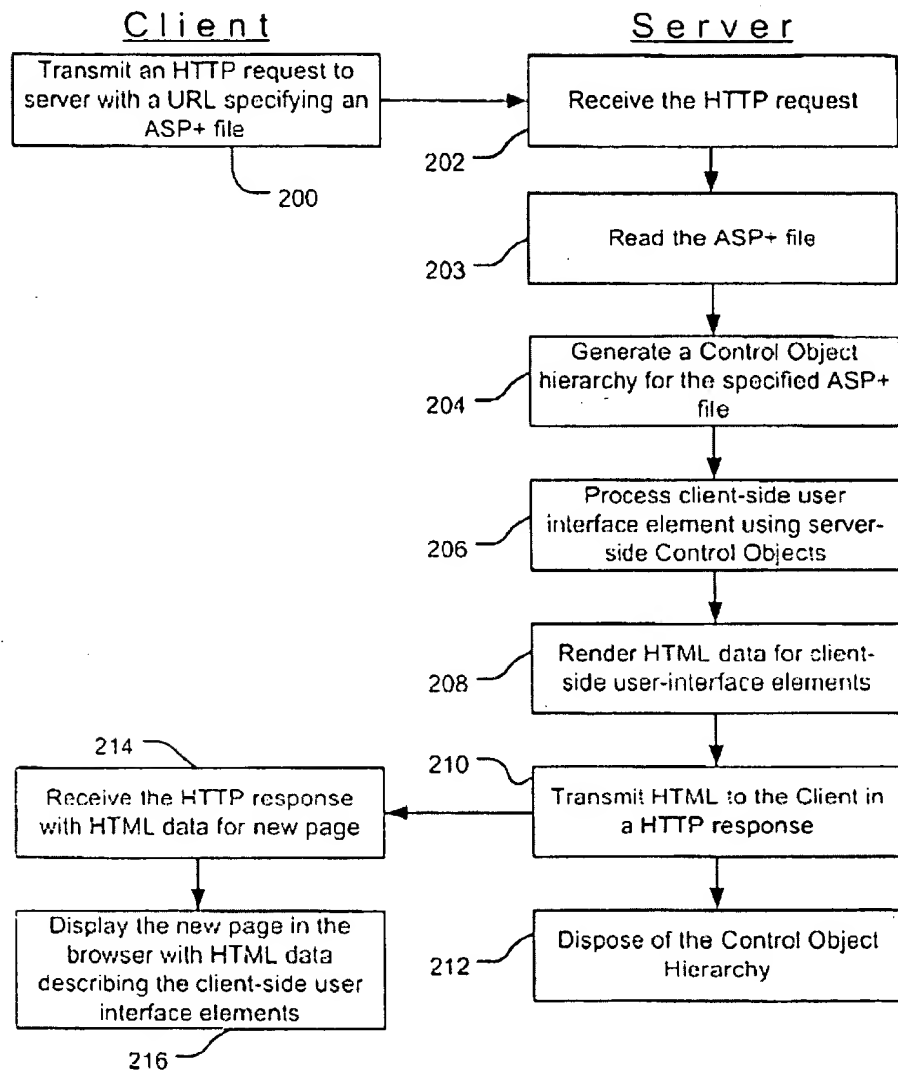 Client
Server
Transmit an HTTP request to
server with a URL specifying an
ASP+ file
200
Receive the HTTP request
202
Read the ASP+ file
203
Generate a Control Object
hierarchy for the specified ASP+
file
204
Process client-side user
interface element using server-
side Control Objects
206
Render HTML data for client-
side user-interface elements
208
210
Transmit HTML to the Client in
a HTTP response
214
Receive the HTTP response
with HTML data for new page
Display the new page in the
browser with HTML data
describing the client-side user
interface elements
216
Dispose of the Control Object
Hierarchy
212